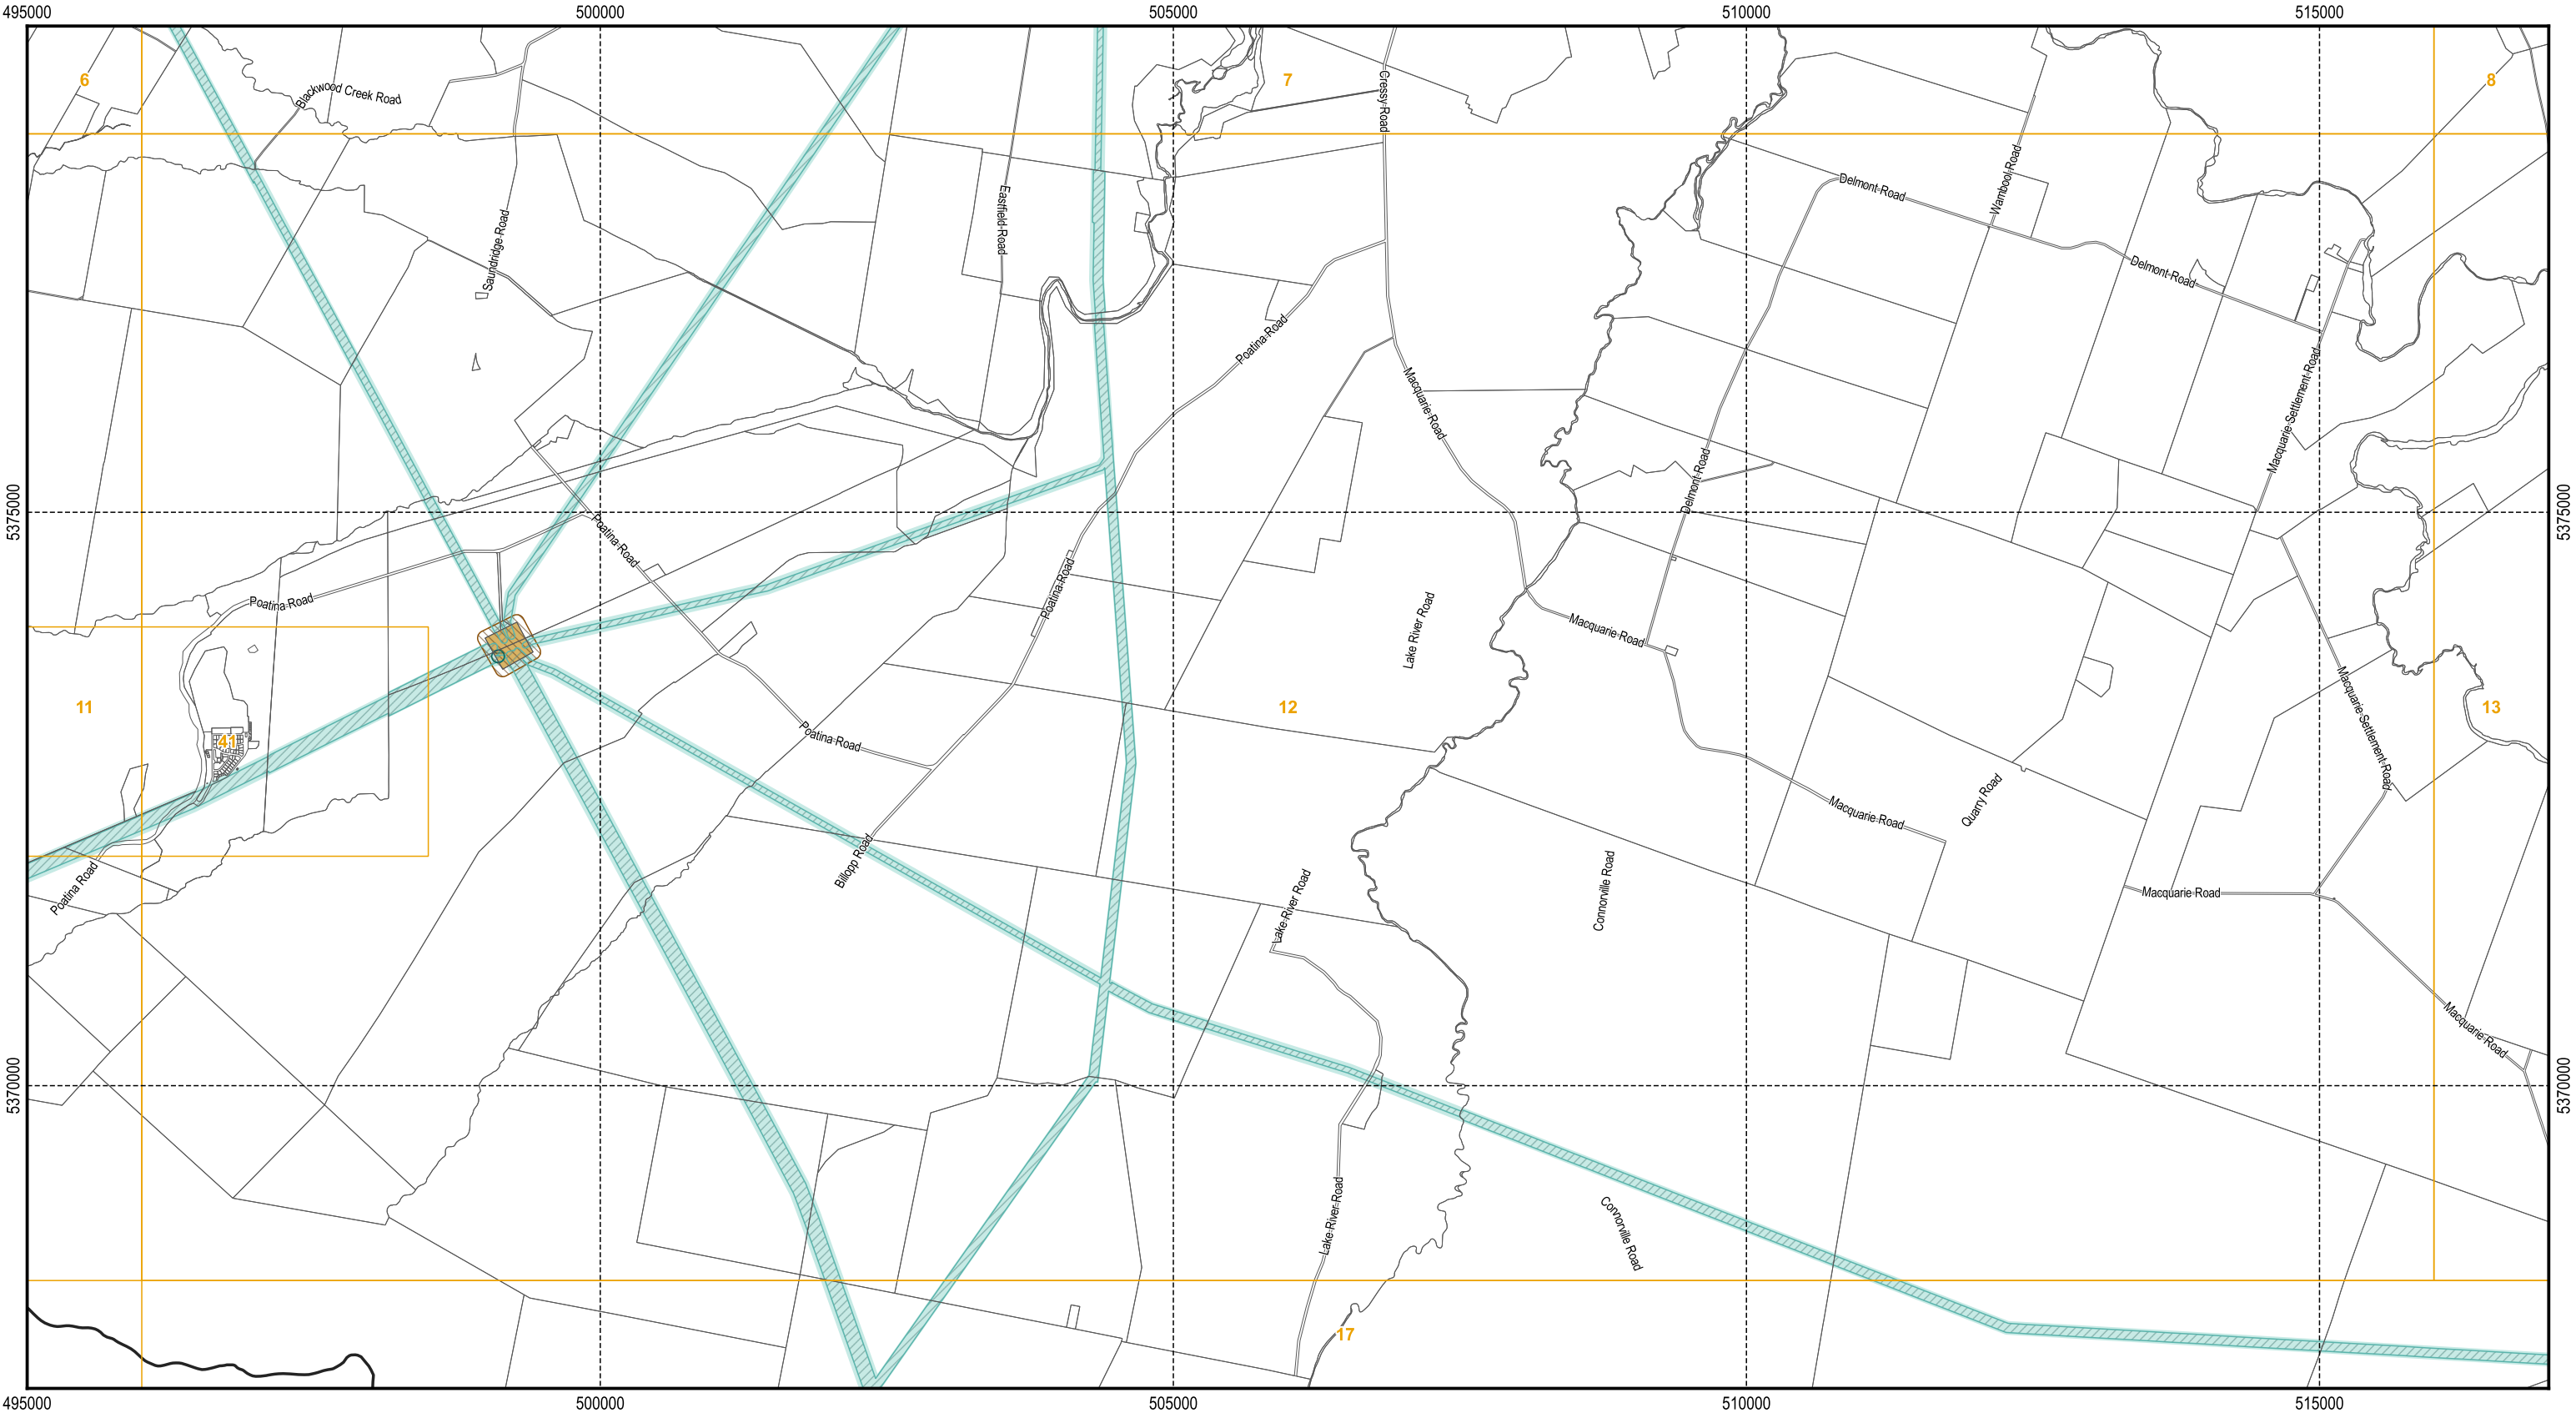 495000
500000
505000
510000
515000
6
7
8
Blackwood Creek Road
Cressy Road
Saundridge Road
Eastfield Road
Delmont Road
Wambool Road
Delmont Road
Poatina Road
Macquarie Road
Macquarie Settlement Road
Delmont Road
5375000
5375000
Poatina Road
Poatina Road
Poatina Road
Lake River Road
Macquarie Road
11
41
12
13
Poatina Road
Macquarie Settlement Road
Quarry Road
Macquarie Road
Poatina Road
Billopp Road
Lake River Road
Connorville Road
Macquarie Road
5370000
5370000
Macquarie Road
Lake River Road
Connorville Road
17
495000
500000
505000
510000
515000